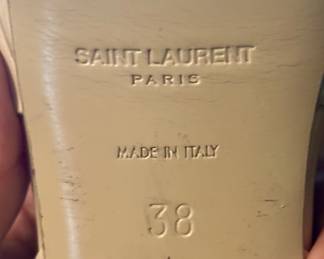 SAINT LAURENT
PARIS
MADE IN ITALY
38